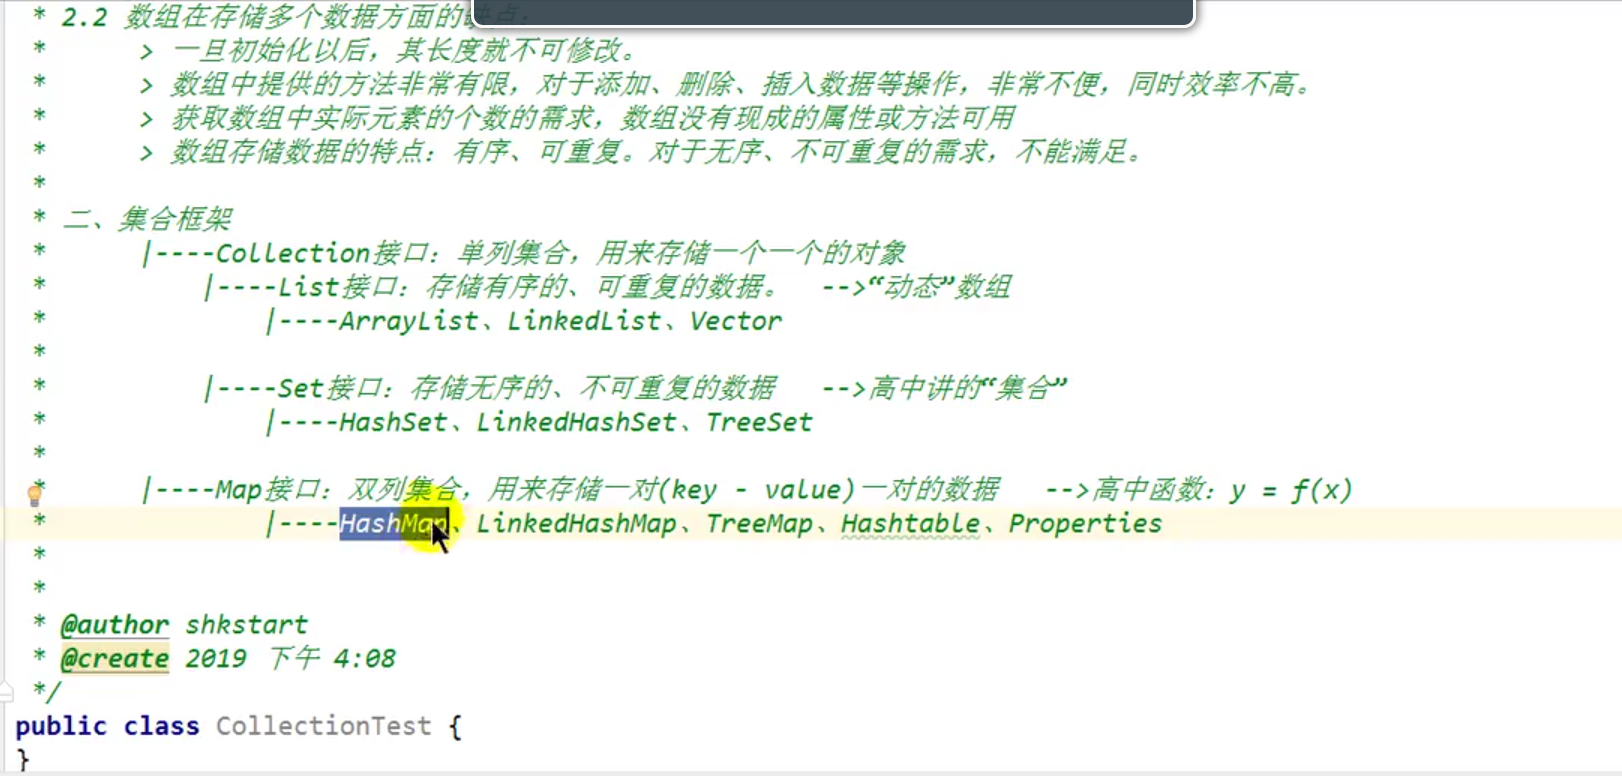 * 2.2 数组在存储多个数据方面的缺点:
* > 一旦初始化以后，其长度就不可修改。
* > 数组中提供的方法非常有限，对于添加、删除、插入数据等操作，非常不便，同时效率不高。
* > 获取数组中实际元素的个数的需求，数组没有现成的属性或方法可用
* > 数组存储数据的特点：有序、可重复。对于无序、不可重复的需求，不能满足。
*
* 二、集合框架
* |----Collection接口：单列集合，用来存储一个一个的对象
* |----List接口：存储有序的、可重复的数据。 -->“动态”数组
* |----ArrayList、LinkedList、Vector
*
* |----Set接口：存储无序的、不可重复的数据 -->高中讲的“集合”
* |----HashSet、LinkedHashSet、TreeSet
*
* |----Map接口：双列集合，用来存储一对(key - value)一对的数据 -->高中函数：y = f(x)
* |----HashMap、LinkedHashMap、TreeMap、Hashtable、Properties
*
*
* @author shkstart
* @create 2019 下午 4:08
*/
public class CollectionTest {
}